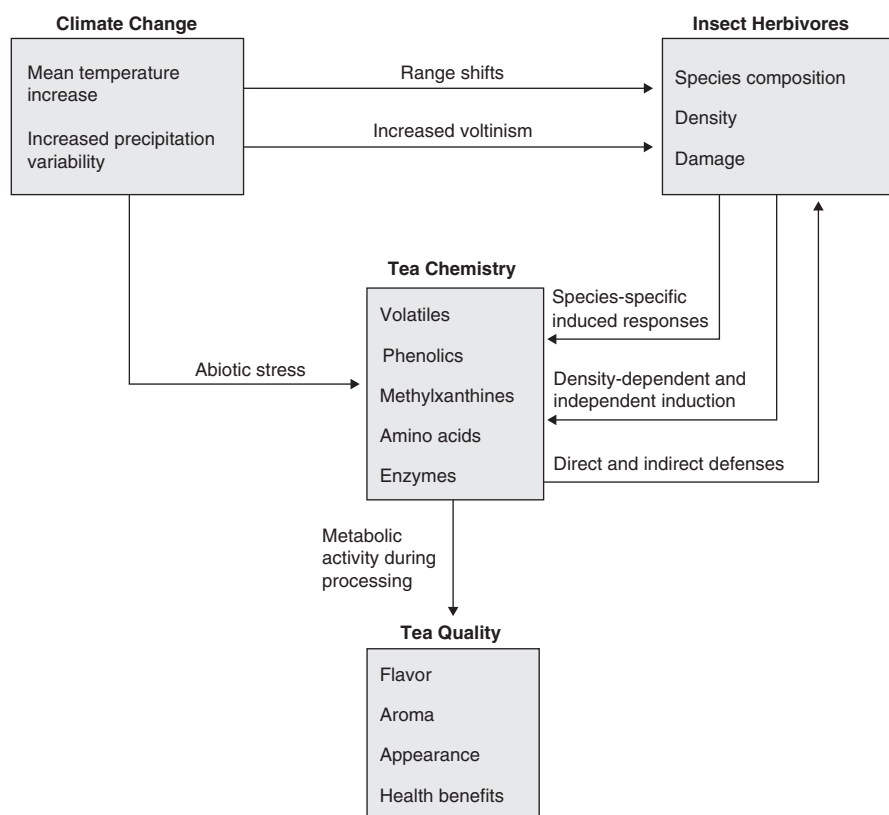 Climate Change
Mean temperature
increase
Increased precipitation
variability
Range shifts
Increased voltinism
Insect Herbivores
Species composition
Density
Damage
Abiotic stress
Tea Chemistry
Volatiles
Phenolics
Methylxanthines
Amino acids
Enzymes
Species-specific
induced responses
Density-dependent and
independent induction
Direct and indirect defenses
Metabolic
activity during
processing
Tea Quality
Flavor
Aroma
Appearance
Health benefits